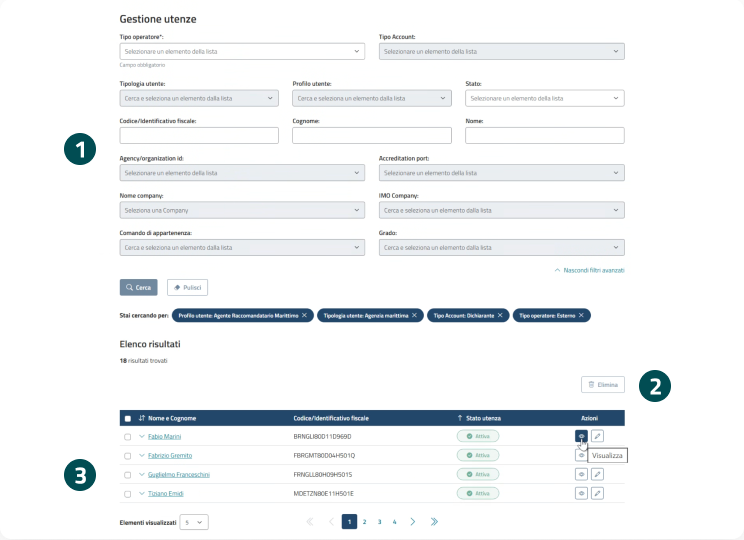 Gestione utenze
Tipo operatore*: Tipo Account:
Selezionare un elemento della lista Selezionare un elemento della lista
Campo obbligatorio
Tipologia utente: Profilo utente: Stato:
Cerca e seleziona un elemento dalla lista Cerca e seleziona un elemento dalla lista Selezionare un elemento della lista
Codice/Identificativo fiscale: Cognome: Nome:
1
Agency/organization id: Accreditation port:
Selezionare un elemento della lista Selezionare un elemento della lista
Nome company: IMO Company:
Seleziona una Company Cerca e seleziona un elemento dalla lista
Comando di appartenenza: Grado:
Cerca e seleziona un elemento dalla lista Cerca e seleziona un elemento dalla lista
Nascondi filtri avanzati
Cerca Pulisci
Stai cercando per: Profilo utente: Agente Raccomandatario Marittimo Tipologia utente: Agenzia marittima Tipo Account: Dichiarante Tipo operatore: Esterno
Elenco risultati
18 risultati trovati
Elimina 2
Nome e Cognome Codice/Identificativo fiscale Stato utenza Azioni
Fabio Marini BRNGLI80D11D969D Attiva
Fabrizio Gremito FBRGMT80D04H501O Attiva Visualizza
3
Guglielmo Franceschini FRNGLL80H09H501S Attiva
Tiziano Emidi MDETZN86E11H501E Attiva
Elementi visualizzati 5 1 2 3 4